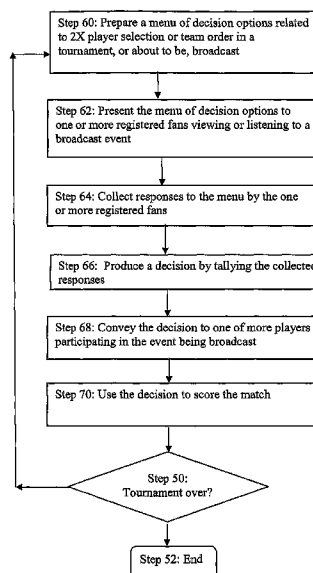 Step 60: Prepare a menu of decision options related
to 2X player selection or team order in a
tournament, or about to be, broadcast
Step 62: Present the menu of decision options to
one or more registered fans viewing or listening to a
broadcast event
Step 64: Collect responses to the menu by the one
or more registered fans
Step 66: Produce a decision by tallying the collected
responses
Step 68: Convey the decision to one of more players
participating in the event being broadcast
Step 70: Use the decision to score the match
Step 50:
Tournament over?
Step 52: End